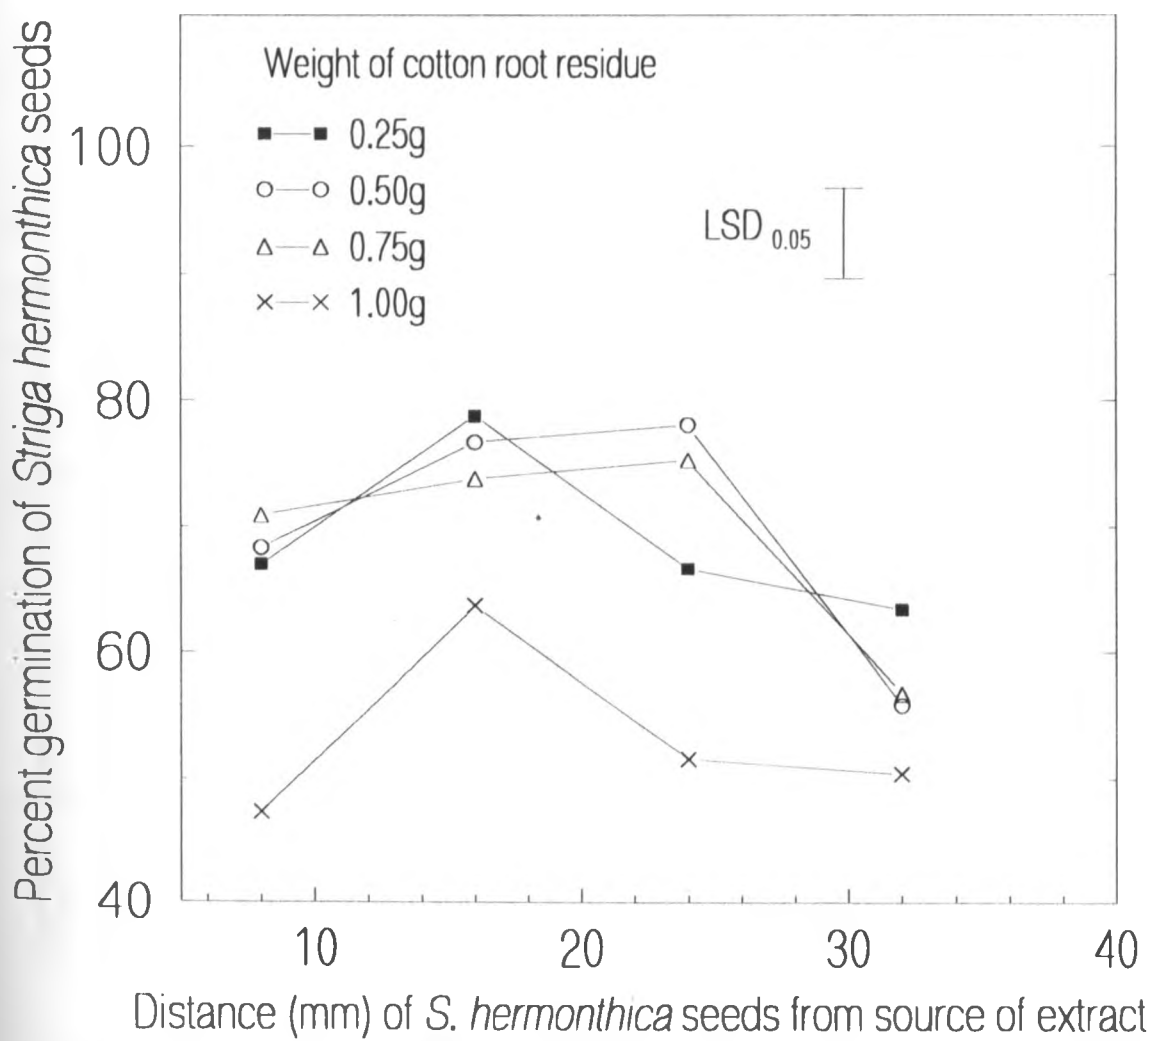 Percent germination of Striga hermonthica seeds
Weight of cotton root residue
0.25g
0.50g
0.75g
1.00g
LSD 0.05
100
80
60
40
10 20 30 40
Distance (mm) of S. hermonthica seeds from source of extract